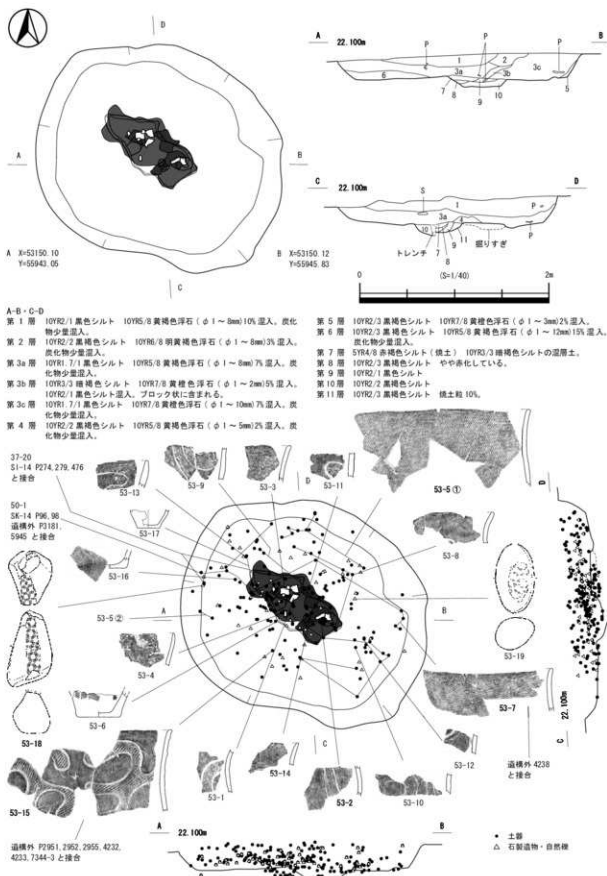 D
A
B
C
A X=53150.10
Y=55943.05
B X=53150.12
Y=55945.83
A 22.100m B
P P P
1 2 3a 3b 3c 6 7 8 9 10 5
C 22.100m D
S 1 P
3a 4
10 7 8 9 11 P
トレンチ 掘りすぎ
0 (S=1/40) 2m
A-B・C-D
第 1 層 10YR2/1 黒色シルト 10YR5/8 黄褐色浮石(φ1~8mm)10% 混入。炭化
物少量混入。
第 2 層 10YR2/2 黒褐色シルト 10YR6/8 明黄褐色浮石(φ1~8mm)3% 混入。
炭化物少量混入。
第 3a 層 10YR1.7/1 黒色シルト 10YR5/8 黄褐色浮石(φ1~8mm)7% 混入。炭
化物少量混入。
第 3b 層 10YR3/3 暗褐色シルト 10YR7/8 黄橙色浮石(φ1~2mm)5% 混入。
10YR2/1 黒色シルト混入。ブロック状に含まれる。
第 3c 層 10YR1.7/1 黒色シルト 10YR7/8 黄橙色浮石(φ1~10mm)7% 混入。炭
化物少量混入。
第 4 層 10YR2/2 黒褐色シルト 10YR5/8 黄褐色浮石(φ1~5mm)2% 混入。
炭化物少量混入。
第 5 層 10YR2/3 黒褐色シルト 10YR7/8 黄橙色浮石(φ1~3mm)2% 混入。
第 6 層 10YR2/3 黒褐色シルト 10YR5/8 黄褐色浮石(φ1~12mm)15% 混入。
炭化物少量混入。
第 7 層 5YR4/8 赤褐色シルト(焼土) 10YR3/3 暗褐色シルトの混層土。
第 8 層 10YR2/3 黒褐色シルト やや赤化している。
第 9 層 10YR2/1 黒色シルト
第 10 層 10YR2/2 黒褐色シルト
第 11 層 10YR2/3 黒褐色シルト 焼土粒 10%。
37-20
SI-14 P274,279,476
と接合
50-1
SK-14 P96,98
遺構外 P3181,
5945 と接合
53-13
53-9
53-3
D
53-11
53-5 ①
53-17
53-8
53-16
53-5 ②
A
B
53-4
53-19
53-6
53-7
53-18
53-12
遺構外 4238
と接合
53-15
53-1
53-14
C
53-2
53-10
遺構外 P2951, 2952, 2955, 4232,
4233, 7344-3 と接合
D
22.100m
C
A 22.100m B
● 土器
△ 石製遺物・自然礫